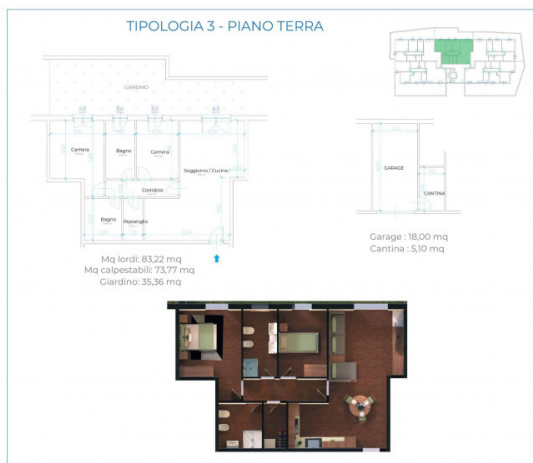 TIPOLOGIA 3 - PIANO TERRA
GIARDINO
Camera
Bagno
Camera
Soggiorno / Cucina
Corridoio
Bagno
Ripostiglio
GARAGE
CANTINA
Mq lordi: 83,22 mq
Mq calpestabili: 73,77 mq
Giardino: 35,36 mq
Garage : 18,00 mq
Cantina : 5,10 mq